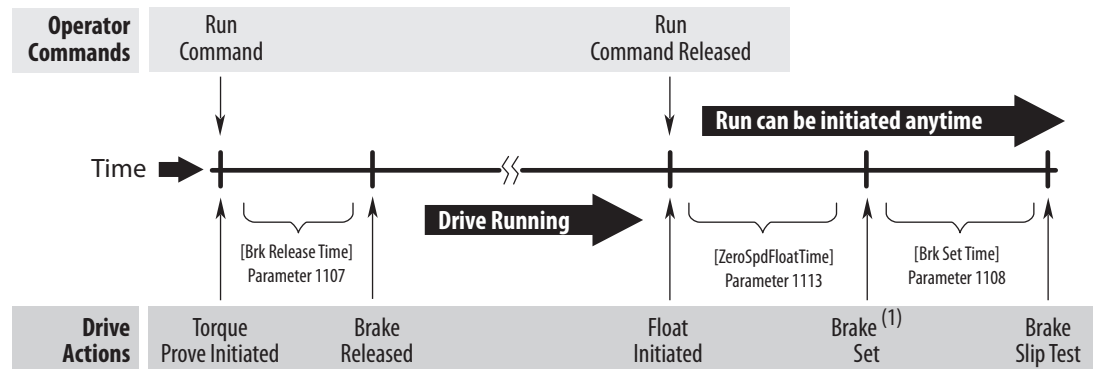 Operator
Commands
Run
Command
Run
Command Released
Run can be initiated anytime
Time
Drive Running
[Brk Release Time]
Parameter 1107
[ZeroSpdFloatTime]
Parameter 1113
[Brk Set Time]
Parameter 1108
Drive
Actions
Torque
Prove Initiated
Brake
Released
Float
Initiated
Brake (1)
Set
Brake
Slip Test